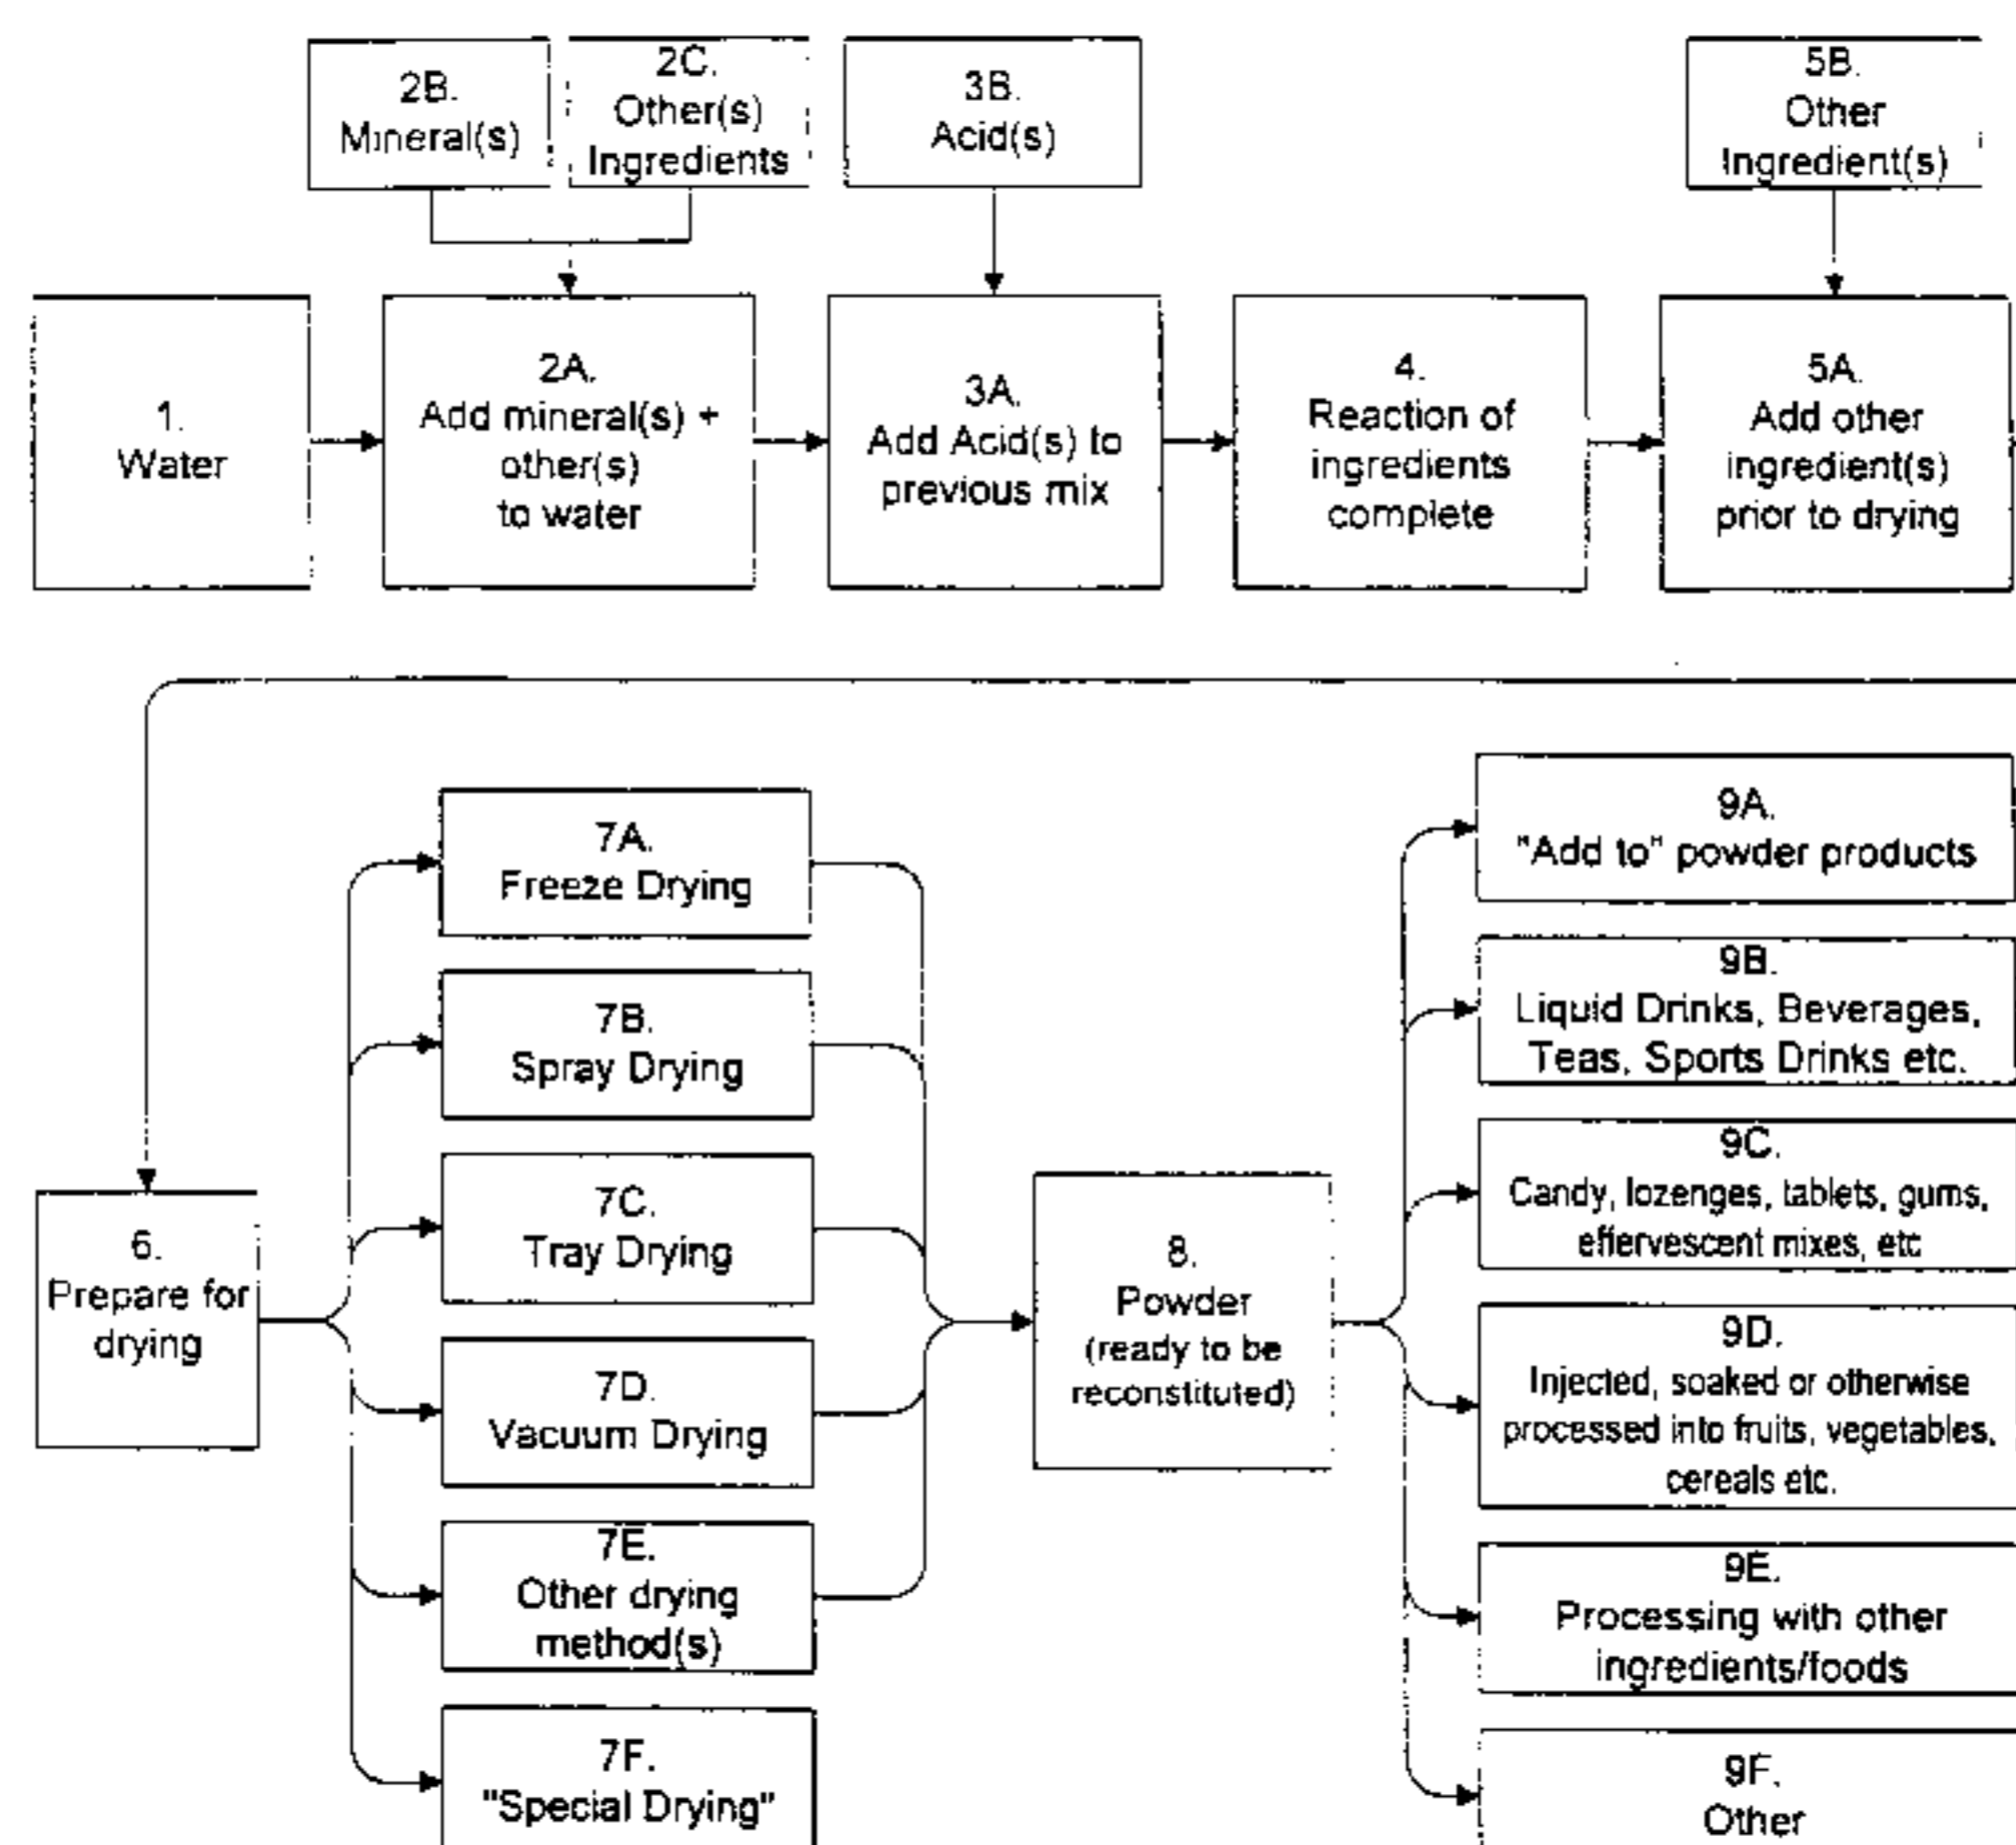 2B.
Mineral(s)
2C.
Other(s)
Ingredients
3B.
Acid(s)
5B.
Other
Ingredient(s)
1.
Water
2A.
Add mineral(s) +
other(s)
to water
3A.
Add Acid(s) to
previous mix
4.
Reaction of
ingredients
complete
5A.
Add other
ingredient(s)
prior to drying
6.
Prepare for
drying
7A.
Freeze Drying
7B.
Spray Drying
7C.
Tray Drying
7D.
Vacuum Drying
7E.
Other drying
method(s)
7F.
"Special Drying"
8.
Powder
(ready to be
reconstituted)
9A.
"Add to" powder products
9B.
Liquid Drinks, Beverages,
Teas, Sports Drinks etc.
9C.
Candy, lozenges, tablets, gums,
effervescent mixes, etc
9D.
Injected, soaked or otherwise
processed into fruits, vegetables,
cereals etc.
9E.
Processing with other
ingredients/foods
9F.
Other